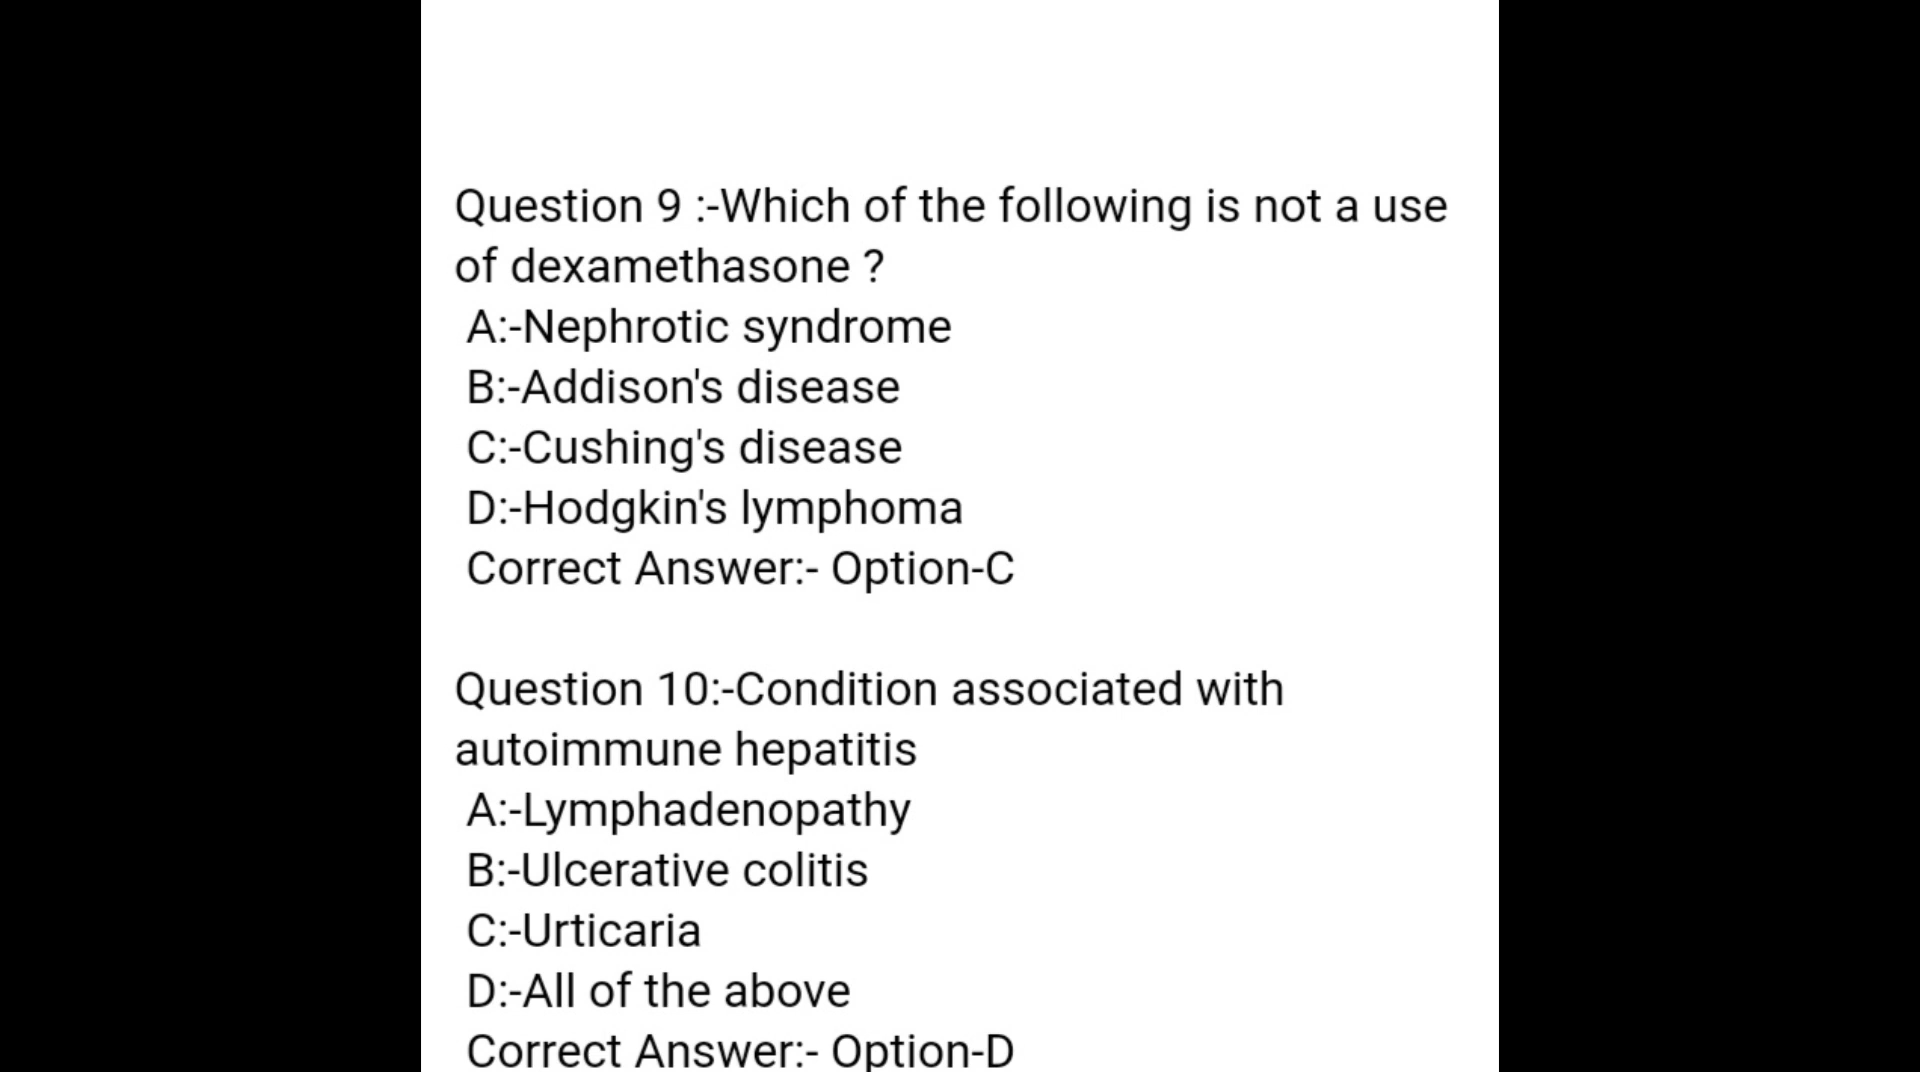 Question 9 :-Which of the following is not a use
of dexamethasone ?
A:-Nephrotic syndrome
B:-Addison's disease
C:-Cushing's disease
D:-Hodgkin's lymphoma
Correct Answer:- Option-C
Question 10:-Condition associated with
autoimmune hepatitis
A:-Lymphadenopathy
B:-Ulcerative colitis
C:-Urticaria
D:-All of the above
Correct Answer:- Option-D